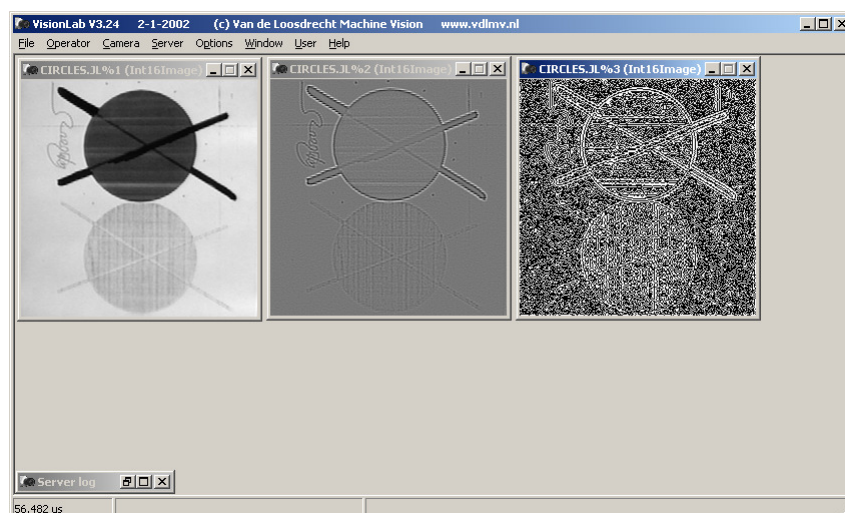 VisionLab V3.24 2-1-2002 (c) Van de Loosdrecht Machine Vision www.vdlmv.nl
File Operator Camera Server Options Window User Help
CIRCLES.JL%1 (Int16Image) CIRCLES.JL%2 (Int16Image) CIRCLES.JL%3 (Int16Image)
Server log
56.482 us